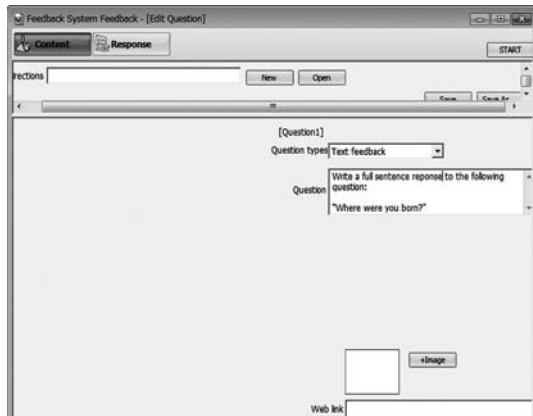 Feedback System Feedback - [Edit Question]
Content Response
START
rections New Open
Save Save As
[Question1]
Question types Text feedback
Question Write a full sentence reponse to the following
question:
"Where were you born?"
+Image
Web link